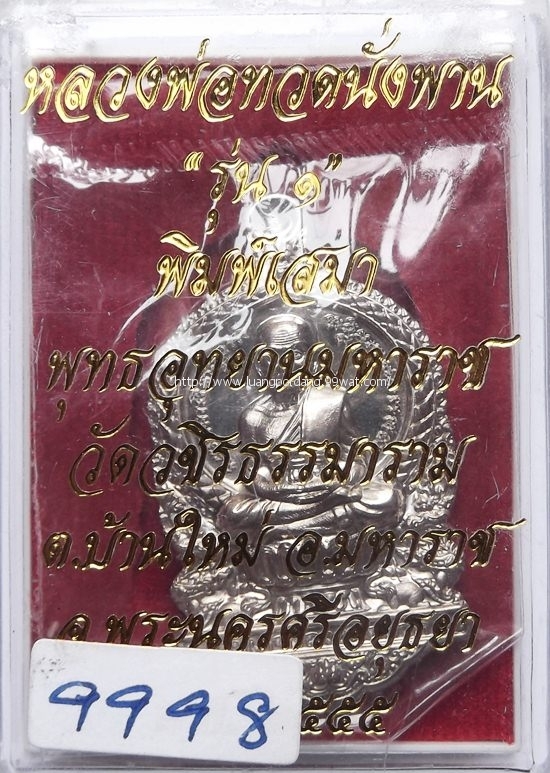 หลวงพ่อทวดนั่งพาน
"รุ่น ๑"
พิมพ์เสมา
พุทธอุทยานมหาราช
http://www.luangpordang.99wat.com/
วัดวชิรธรรมาราม
ต.บ้านใหม่ อ.มหาราช
จ.พระนครศรีอยุธยา
๕๕๕
9998